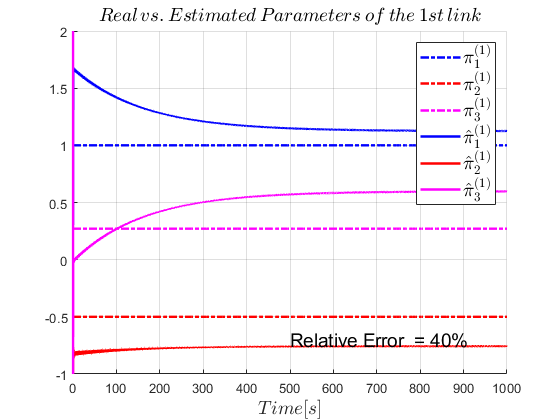 Real vs. Estimated Parameters of the 1st link
2
1.5
1
0.5
0
-0.5
-1
π₁⁽¹⁾
π₂⁽¹⁾
π₃⁽¹⁾
π̂₁⁽¹⁾
π̂₂⁽¹⁾
π̂₃⁽¹⁾
Relative Error = 40%
0 100 200 300 400 500 600 700 800 900 1000
Time[s]